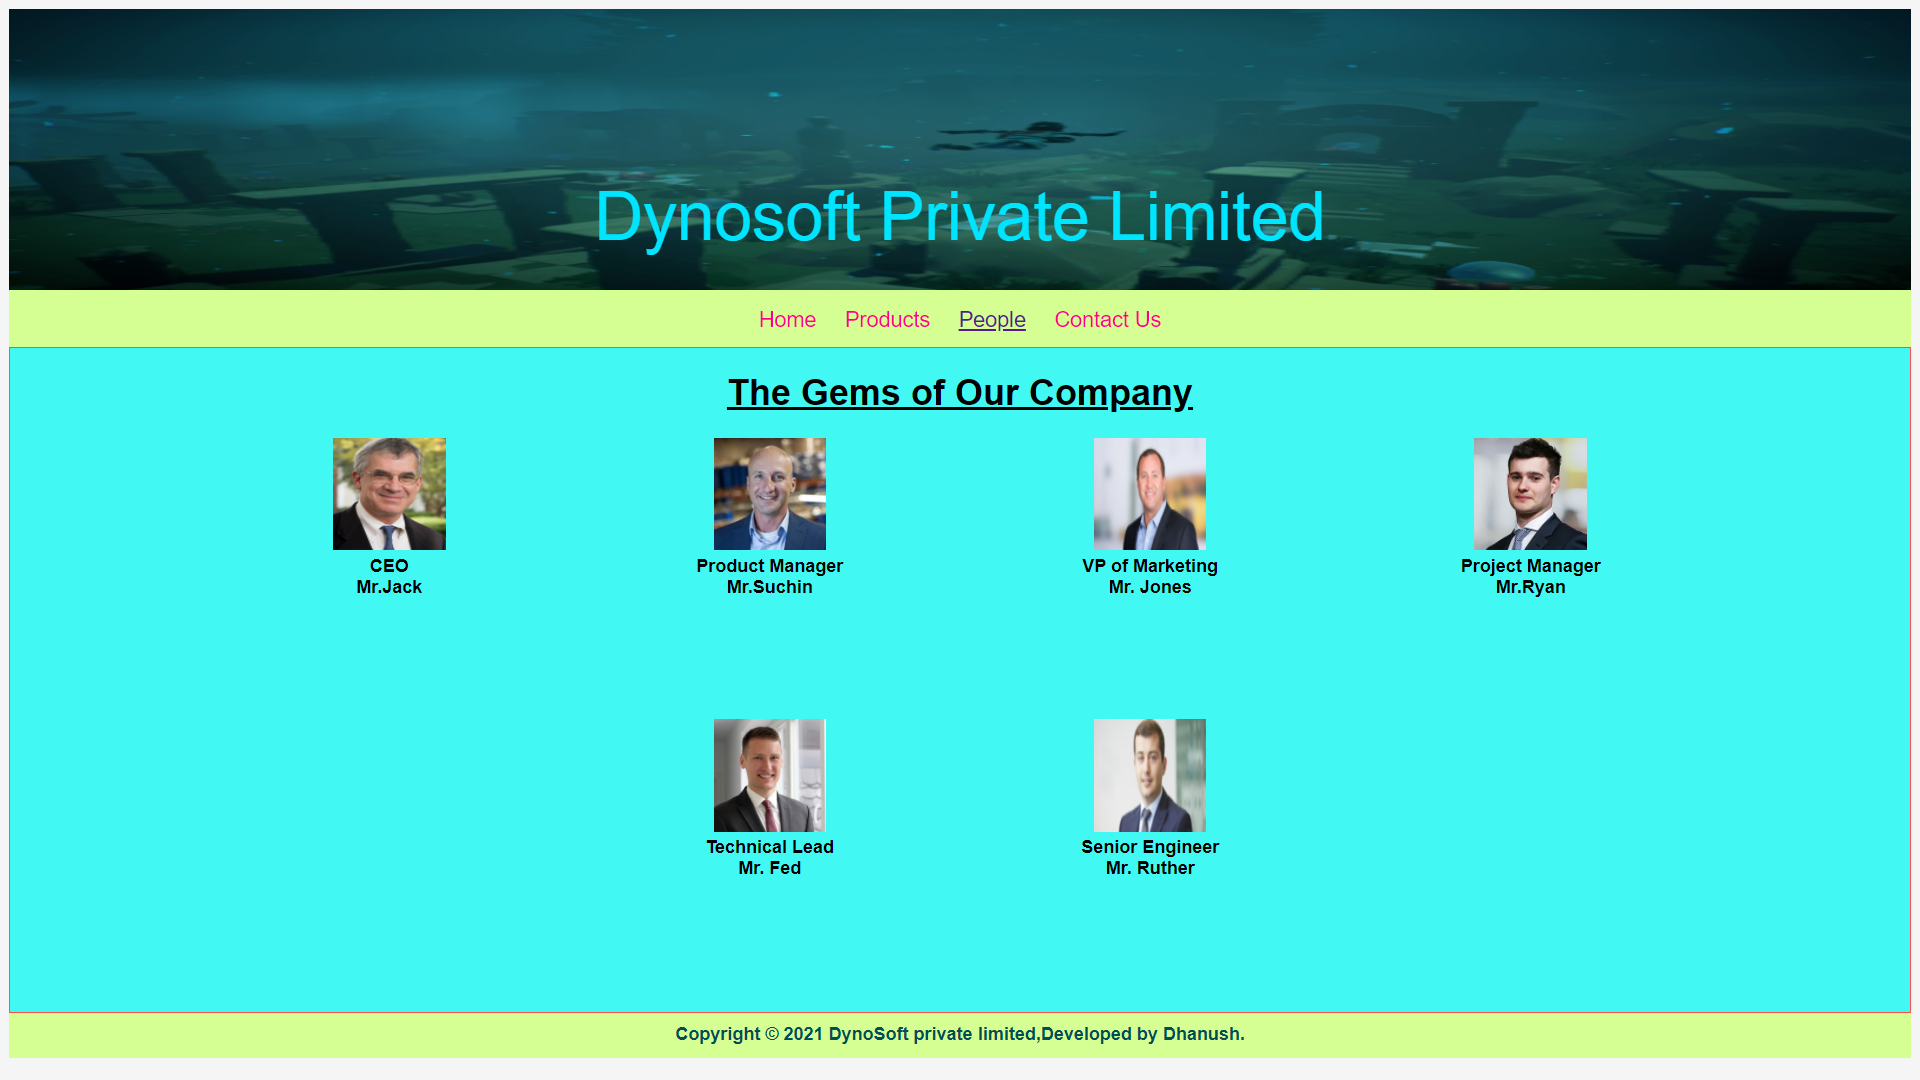 Dynosoft Private Limited
Home Products People Contact Us
The Gems of Our Company
CEO
Mr.Jack
Product Manager
Mr.Suchin
VP of Marketing
Mr. Jones
Project Manager
Mr.Ryan
Technical Lead
Mr. Fed
Senior Engineer
Mr. Ruther
Copyright © 2021 DynoSoft private limited,Developed by Dhanush.